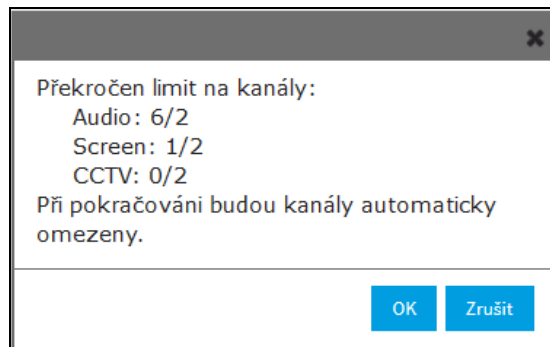 Překročen limit na kanály:
Audio: 6/2
Screen: 1/2
CCTV: 0/2
Při pokračováni budou kanály automaticky
omezeny.
OK
Zrušit